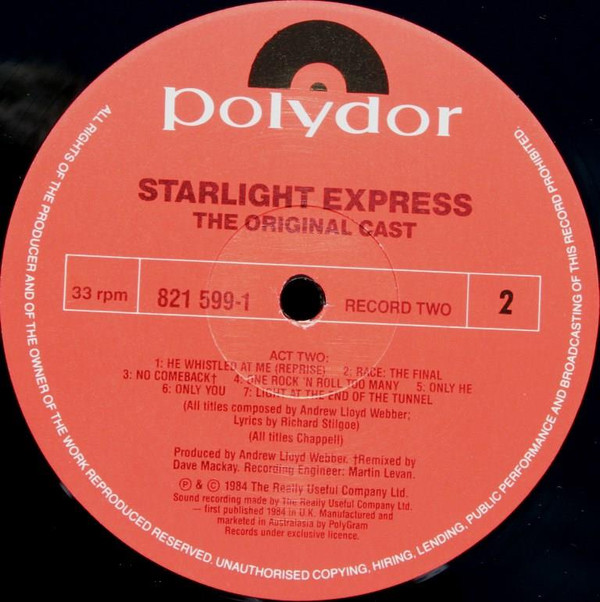 polydor
STARLIGHT EXPRESS
THE ORIGINAL CAST
33 rpm
821 599-1
RECORD TWO
2
ACT TWO:
1: HE WHISTLED AT ME (REPRISE) 2: RACE: THE FINAL
3: NO COMEBACK† 4: ONE ROCK 'N ROLL TOO MANY 5: ONLY HE
6: ONLY YOU 7: LIGHT AT THE END OF THE TUNNEL
(All titles composed by Andrew Lloyd Webber;
Lyrics by Richard Stilgoe)
(All titles Chappell)
Produced by Andrew Lloyd Webber. †Remixed by
Dave Mackay. Recording Engineer: Martin Levan.
Ⓟ & © 1984 The Really Useful Company Ltd.
Sound recording made by The Really Useful Company Ltd.
— first published 1984 in U.K. Manufactured and
marketed in Australasia by PolyGram
Records under exclusive licence.
ALL RIGHTS OF THE PRODUCER AND OF THE OWNER OF THE WORK REPRODUCED RESERVED. UNAUTHORISED COPYING, HIRING, LENDING, PUBLIC PERFORMANCE AND BROADCASTING OF THIS RECORD PROHIBITED.